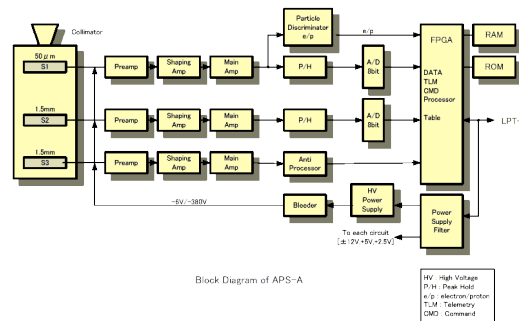 Collimator
50μm
S1
Preamp
Shaping
Amp
Main
Amp
Particle
Discriminator
e/p
e/p
P/H
A/D
8bit
FPGA
DATA
TLM
CMD
Processor
Table
RAM
ROM
1.5mm
S2
Preamp
Shaping
Amp
Main
Amp
P/H
A/D
8bit
LPT-
1.5mm
S3
Preamp
Shaping
Amp
Main
Amp
Anti
Processor
-6V/-380V
Bleeder
HV
Power
Supply
Power
Supply
Filter
To each circuit
[±12V,+5V,+2.5V]
Block Diagram of APS-A
HV : High Voltage
P/H : Peak Hold
e/p : electron/proton
TLM : Telemetry
CMD : Command